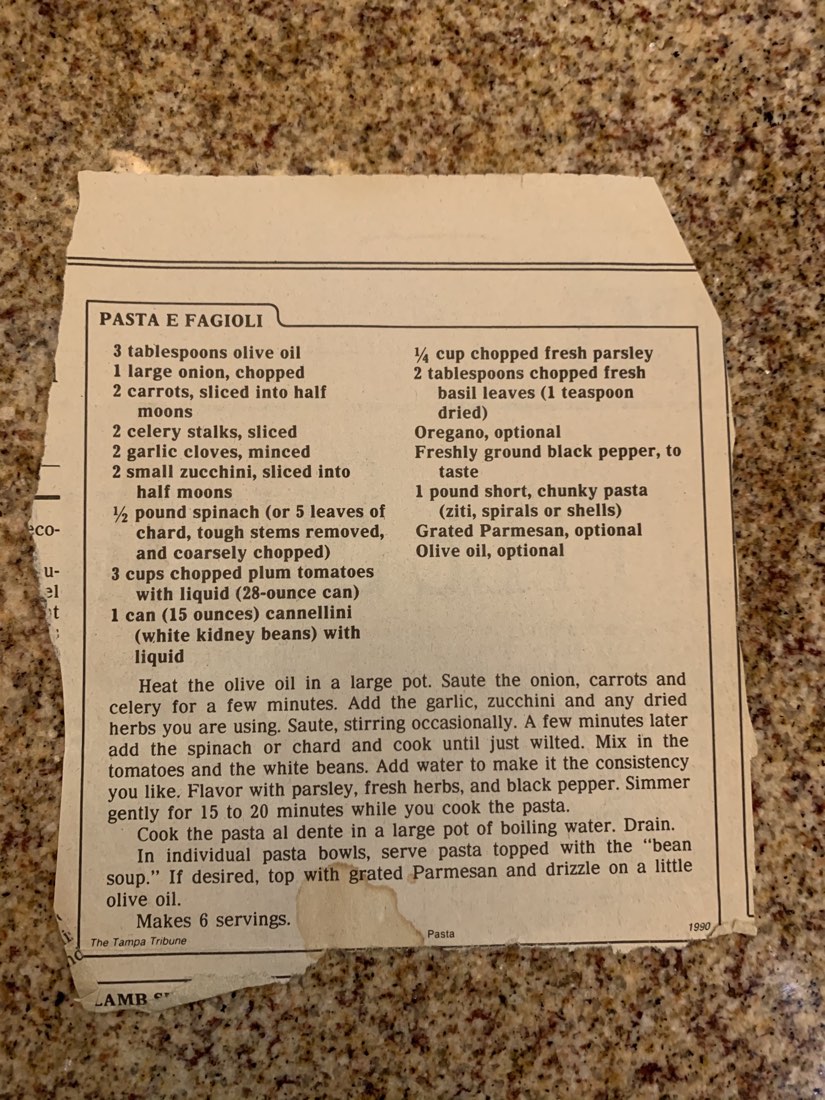 PASTA E FAGIOLI
3 tablespoons olive oil
1 large onion, chopped
2 carrots, sliced into half
moons
2 celery stalks, sliced
2 garlic cloves, minced
2 small zucchini, sliced into
half moons
½ pound spinach (or 5 leaves of
chard, tough stems removed,
and coarsely chopped)
3 cups chopped plum tomatoes
with liquid (28-ounce can)
1 can (15 ounces) cannellini
(white kidney beans) with
liquid
¼ cup chopped fresh parsley
2 tablespoons chopped fresh
basil leaves (1 teaspoon
dried)
Oregano, optional
Freshly ground black pepper, to
taste
1 pound short, chunky pasta
(ziti, spirals or shells)
Grated Parmesan, optional
Olive oil, optional
Heat the olive oil in a large pot. Saute the onion, carrots and
celery for a few minutes. Add the garlic, zucchini and any dried
herbs you are using. Saute, stirring occasionally. A few minutes later
add the spinach or chard and cook until just wilted. Mix in the
tomatoes and the white beans. Add water to make it the consistency
you like. Flavor with parsley, fresh herbs, and black pepper. Simmer
gently for 15 to 20 minutes while you cook the pasta.
Cook the pasta al dente in a large pot of boiling water. Drain.
In individual pasta bowls, serve pasta topped with the “bean
soup.” If desired, top with grated Parmesan and drizzle on a little
olive oil.
Makes 6 servings.
The Tampa Tribune
Pasta
1990
eco-
u-
el
LAMB